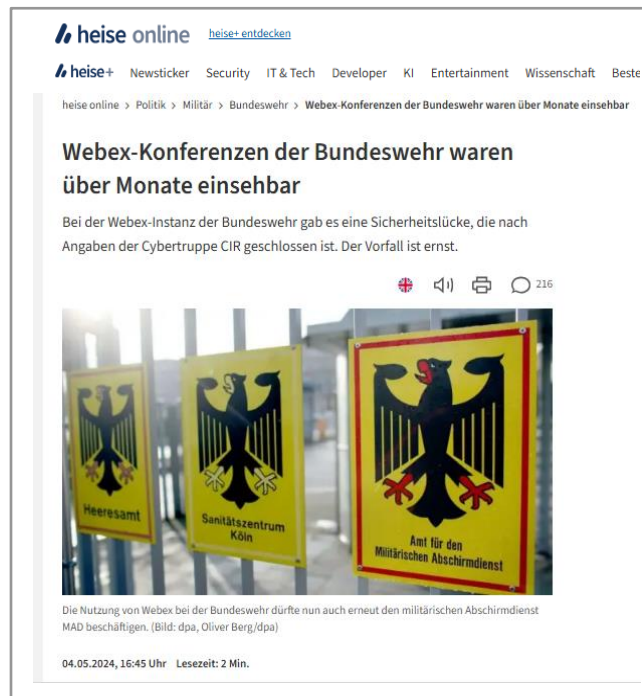 heise online heise+ entdecken
heise+ Newsticker Security IT & Tech Developer KI Entertainment Wissenschaft Beste
heise online > Politik > Militär > Bundeswehr > Webex-Konferenzen der Bundeswehr waren über Monate einsehbar
Webex-Konferenzen der Bundeswehr waren
über Monate einsehbar
Bei der Webex-Instanz der Bundeswehr gab es eine Sicherheitslücke, die nach
Angaben der Cybertruppe CIR geschlossen ist. Der Vorfall ist ernst.
216
Heeresamt
Sanitätszentrum
Köln
Amt für den
Militärischen Abschirmdienst
Die Nutzung von Webex bei der Bundeswehr dürfte nun auch erneut den militärischen Abschirmdienst
MAD beschäftigen. (Bild: dpa, Oliver Berg/dpa)
04.05.2024, 16:45 Uhr Lesezeit: 2 Min.